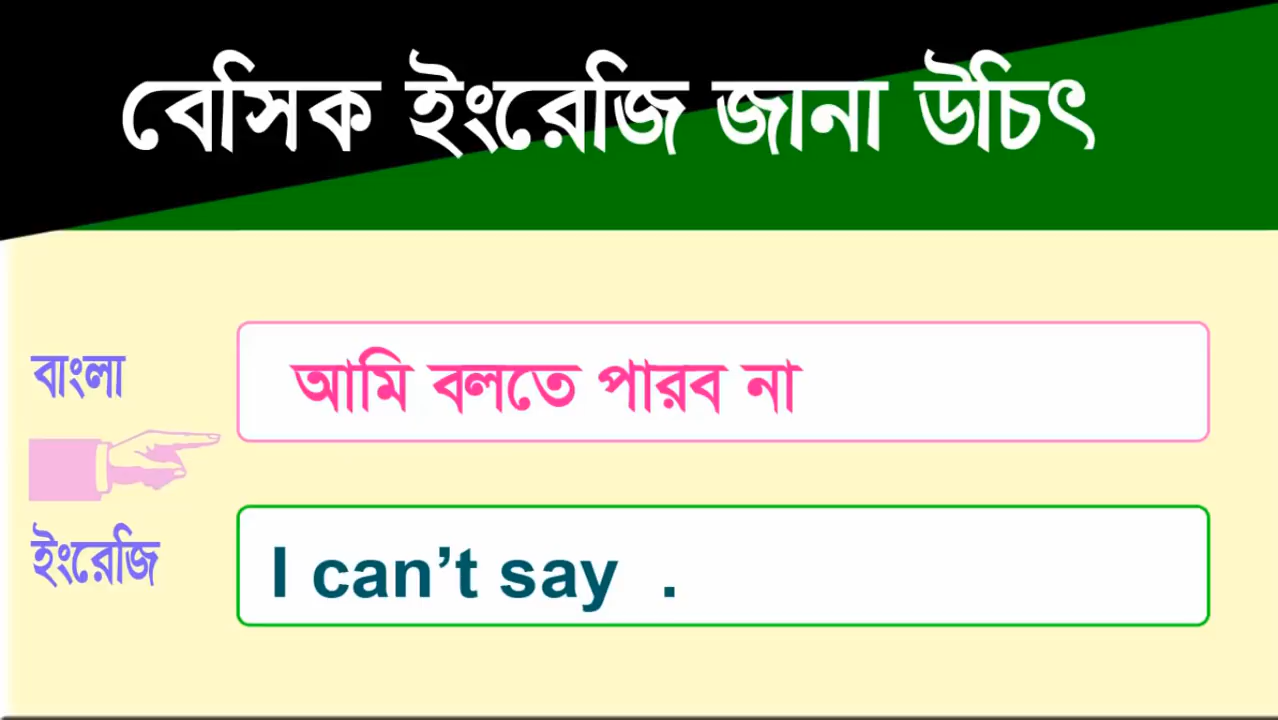 বেসিক ইংরেজি জানা উচিৎ
বাংলা
আমি বলতে পারব না
ইংরেজি
I can’t say .